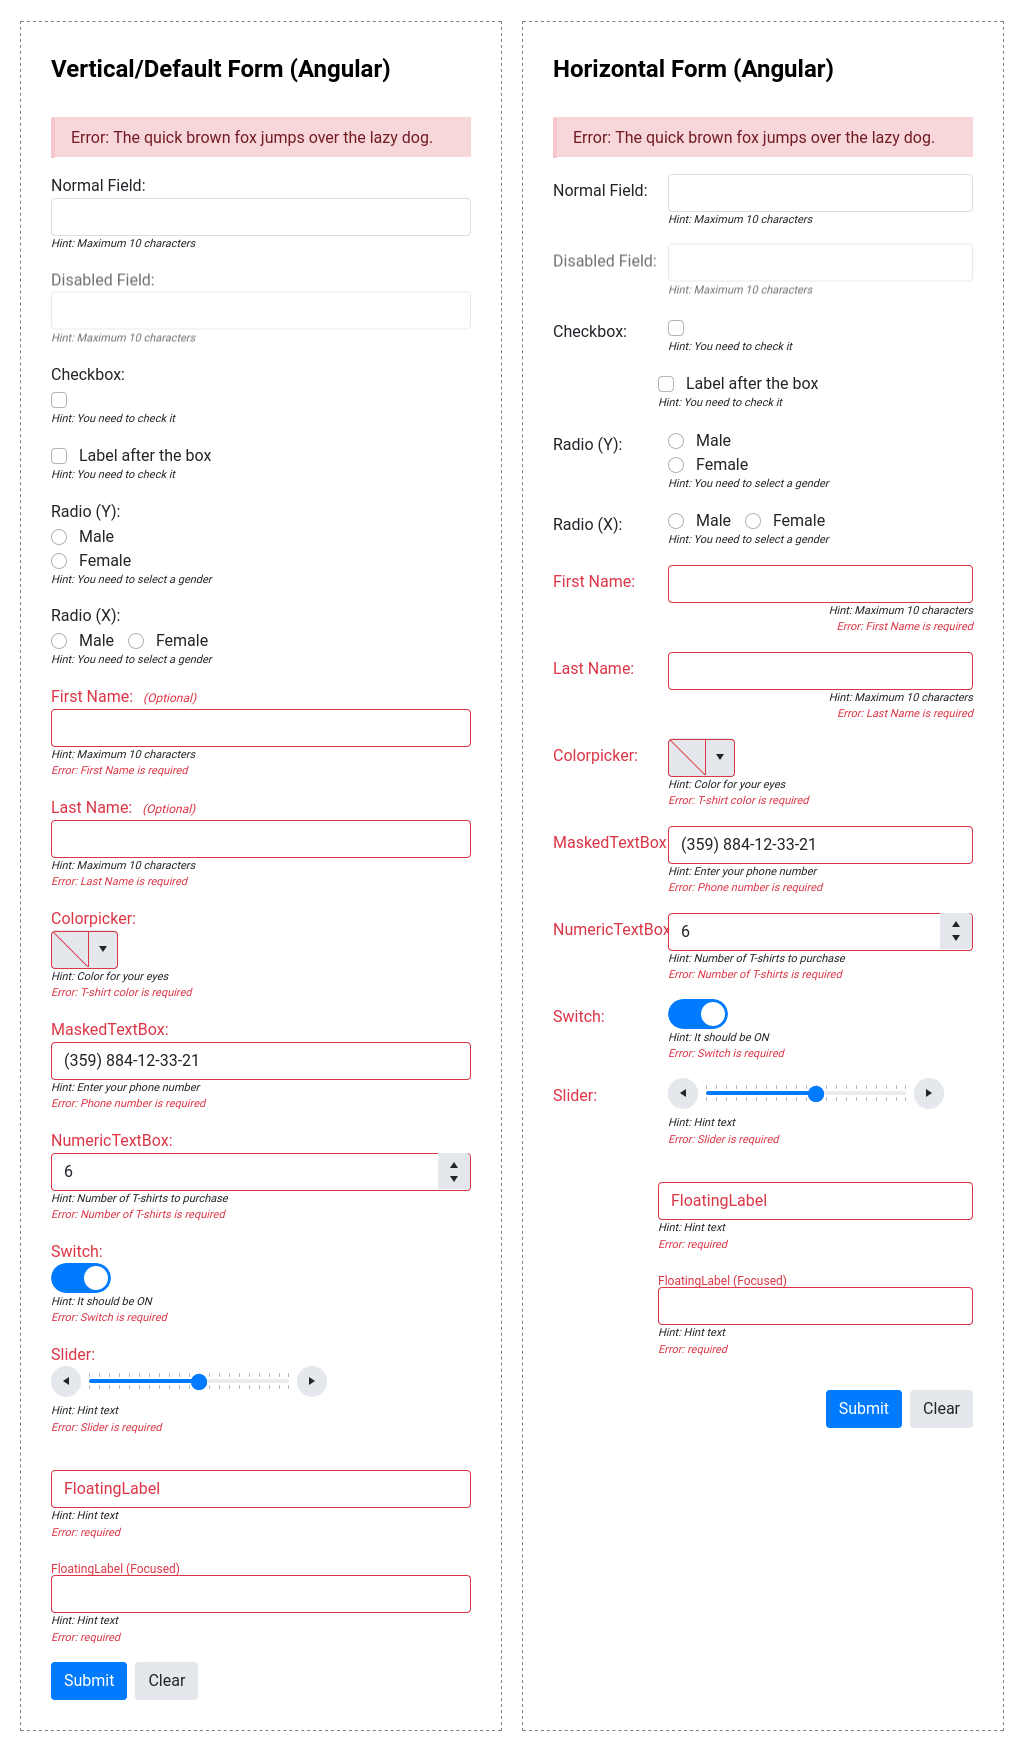 Vertical/Default Form (Angular)
Error: The quick brown fox jumps over the lazy dog.
Normal Field:
Hint: Maximum 10 characters
Disabled Field:
Hint: Maximum 10 characters
Checkbox:
Hint: You need to check it
Label after the box
Hint: You need to check it
Radio (Y):
Male
Female
Hint: You need to select a gender
Radio (X):
Male Female
Hint: You need to select a gender
First Name: (Optional)
Hint: Maximum 10 characters
Error: First Name is required
Last Name: (Optional)
Hint: Maximum 10 characters
Error: Last Name is required
Colorpicker:
Hint: Color for your eyes
Error: T-shirt color is required
MaskedTextBox:
(359) 884-12-33-21
Hint: Enter your phone number
Error: Phone number is required
NumericTextBox:
6
Hint: Number of T-shirts to purchase
Error: Number of T-shirts is required
Switch:
Hint: It should be ON
Error: Switch is required
Slider:
Hint: Hint text
Error: Slider is required
FloatingLabel
Hint: Hint text
Error: required
FloatingLabel (Focused)
Hint: Hint text
Error: required
Submit Clear
Horizontal Form (Angular)
Error: The quick brown fox jumps over the lazy dog.
Normal Field:
Hint: Maximum 10 characters
Disabled Field:
Hint: Maximum 10 characters
Checkbox:
Hint: You need to check it
Label after the box
Hint: You need to check it
Radio (Y): Male
Female
Hint: You need to select a gender
Radio (X): Male Female
Hint: You need to select a gender
First Name:
Hint: Maximum 10 characters
Error: First Name is required
Last Name:
Hint: Maximum 10 characters
Error: Last Name is required
Colorpicker:
Hint: Color for your eyes
Error: T-shirt color is required
MaskedTextBox (359) 884-12-33-21
Hint: Enter your phone number
Error: Phone number is required
NumericTextBox 6
Hint: Number of T-shirts to purchase
Error: Number of T-shirts is required
Switch:
Hint: It should be ON
Error: Switch is required
Slider:
Hint: Hint text
Error: Slider is required
FloatingLabel
Hint: Hint text
Error: required
FloatingLabel (Focused)
Hint: Hint text
Error: required
Submit Clear